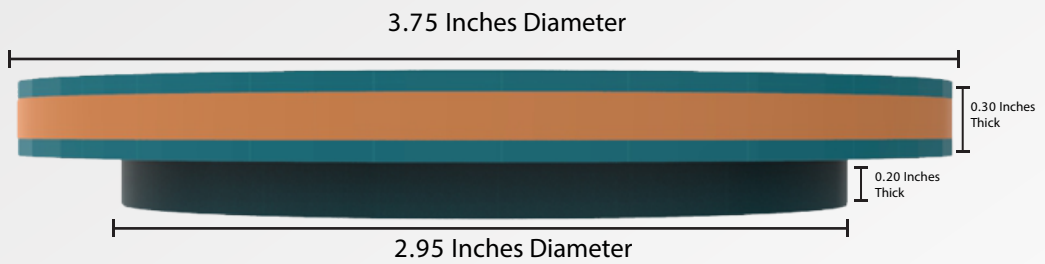 3.75 Inches Diameter
0.30 Inches
Thick
0.20 Inches
Thick
2.95 Inches Diameter